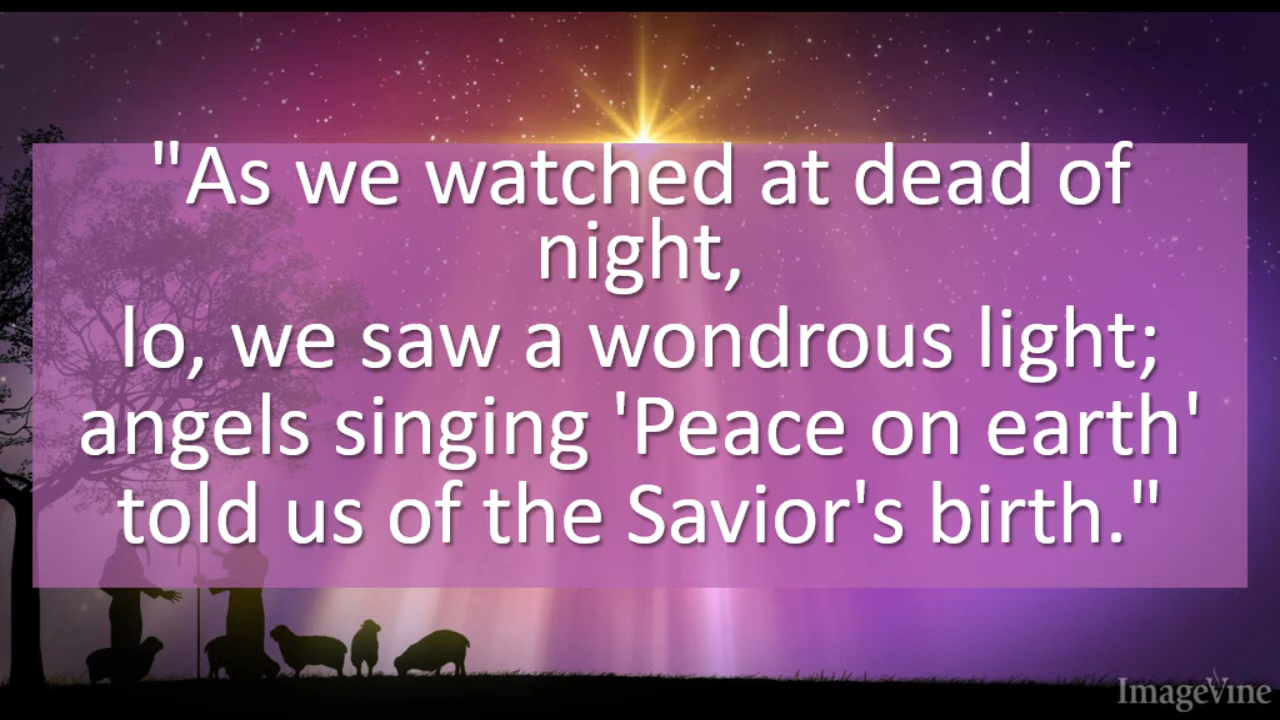 "As we watched at dead of
night,
lo, we saw a wondrous light;
angels singing 'Peace on earth'
told us of the Savior's birth."
ImageVine